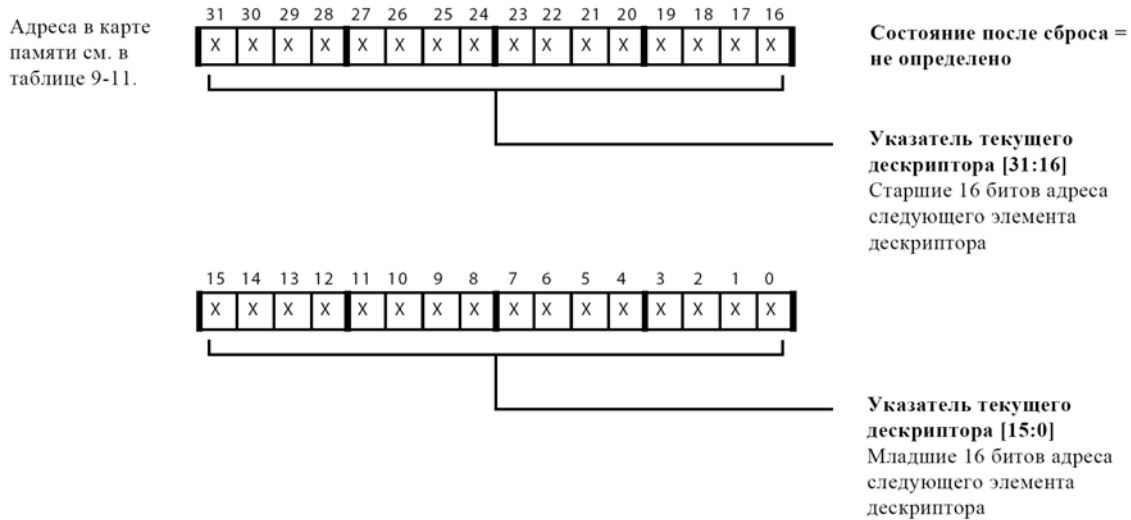 Адреса в карте
памяти см. в
таблице 9-11.
31 30 29 28 27 26 25 24 23 22 21 20 19 18 17 16
X X X X X X X X X X X X X X X X
Состояние после сброса =
не определено
Указатель текущего
дескриптора [31:16]
Старшие 16 битов адреса
следующего элемента
дескриптора
15 14 13 12 11 10 9 8 7 6 5 4 3 2 1 0
X X X X X X X X X X X X X X X X
Указатель текущего
дескриптора [15:0]
Младшие 16 битов адреса
следующего элемента
дескриптора